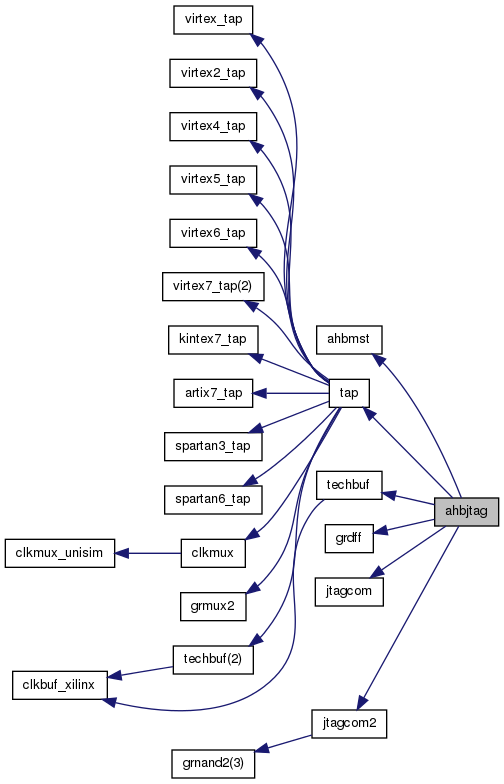 virtex_tap
virtex2_tap
virtex4_tap
virtex5_tap
virtex6_tap
virtex7_tap(2)
kintex7_tap
ahbmst
artix7_tap
tap
spartan3_tap
spartan6_tap
techbuf
ahbjtag
grdff
clkmux_unisim
clkmux
jtagcom
grmux2
techbuf(2)
clkbuf_xilinx
jtagcom2
grnand2(3)